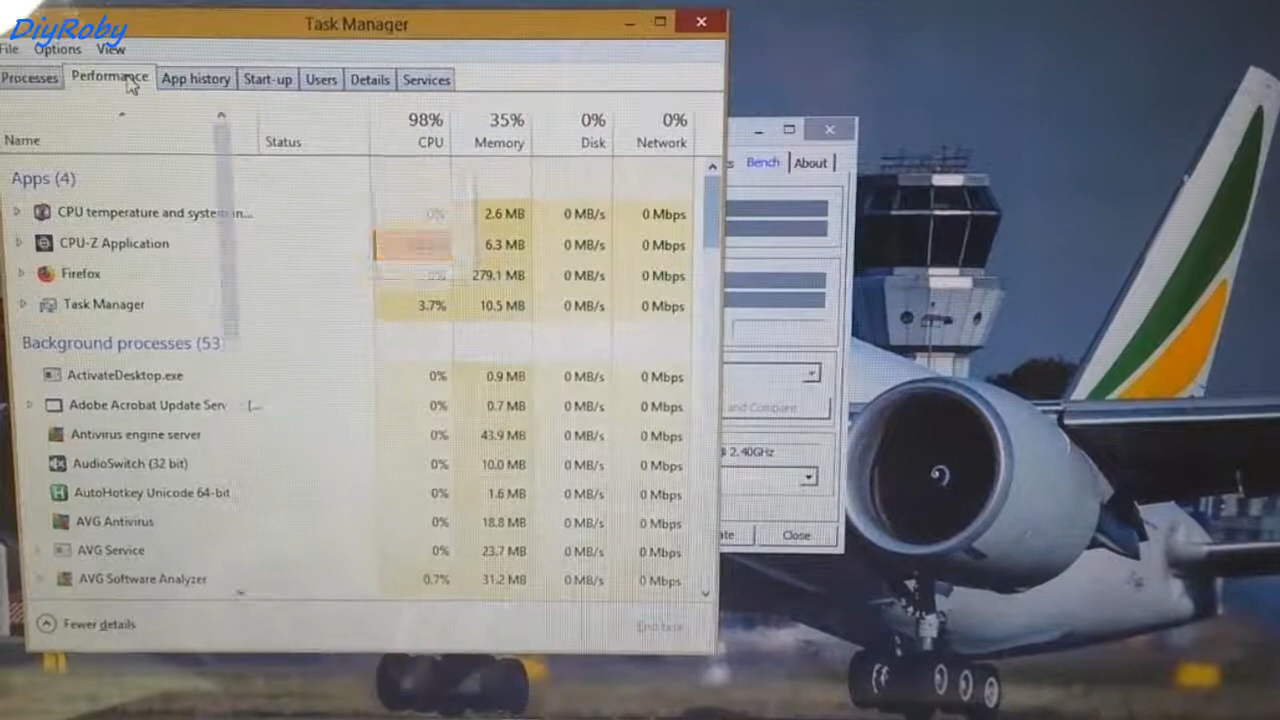 DiyRoby
Task Manager
File Options View
Processes Performance App history Start-up Users Details Services
98% 35% 0% 0%
Name Status CPU Memory Disk Network
Bench About
Apps (4)
CPU temperature and system in... 0% 2.6 MB 0 MB/s 0 Mbps
CPU-Z Application 6.3 MB 0 MB/s 0 Mbps
Firefox 0% 279.1 MB 0 MB/s 0 Mbps
Task Manager 3.7% 10.5 MB 0 MB/s 0 Mbps
Background processes (53)
ActivateDesktop.exe 0% 0.9 MB 0 MB/s 0 Mbps
Adobe Acrobat Update Serv [... 0% 0.7 MB 0 MB/s 0 Mbps
and Compare
Antivirus engine server 0% 43.9 MB 0 MB/s 0 Mbps
2.40GHz
AudioSwitch (32 bit) 0% 10.0 MB 0 MB/s 0 Mbps
AutoHotkey Unicode 64-bit 0% 1.6 MB 0 MB/s 0 Mbps
AVG Antivirus 0% 18.8 MB 0 MB/s 0 Mbps
Close
AVG Service 0% 23.7 MB 0 MB/s 0 Mbps
AVG Software Analyzer 0.7% 31.2 MB 0 MB/s 0 Mbps
Fewer details End task